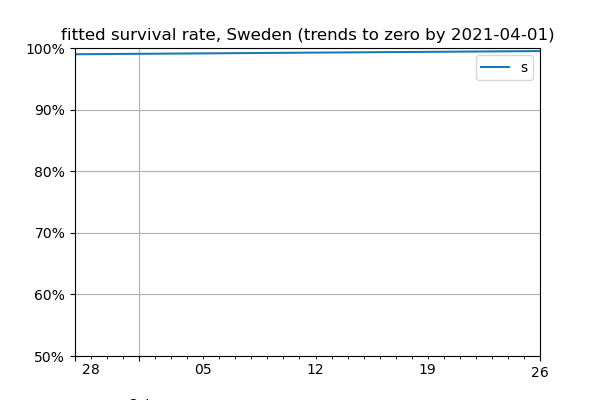 fitted survival rate, Sweden (trends to zero by 2021-04-01)
100%
s
90%
80%
70%
60%
50%
28 05 12 19 26